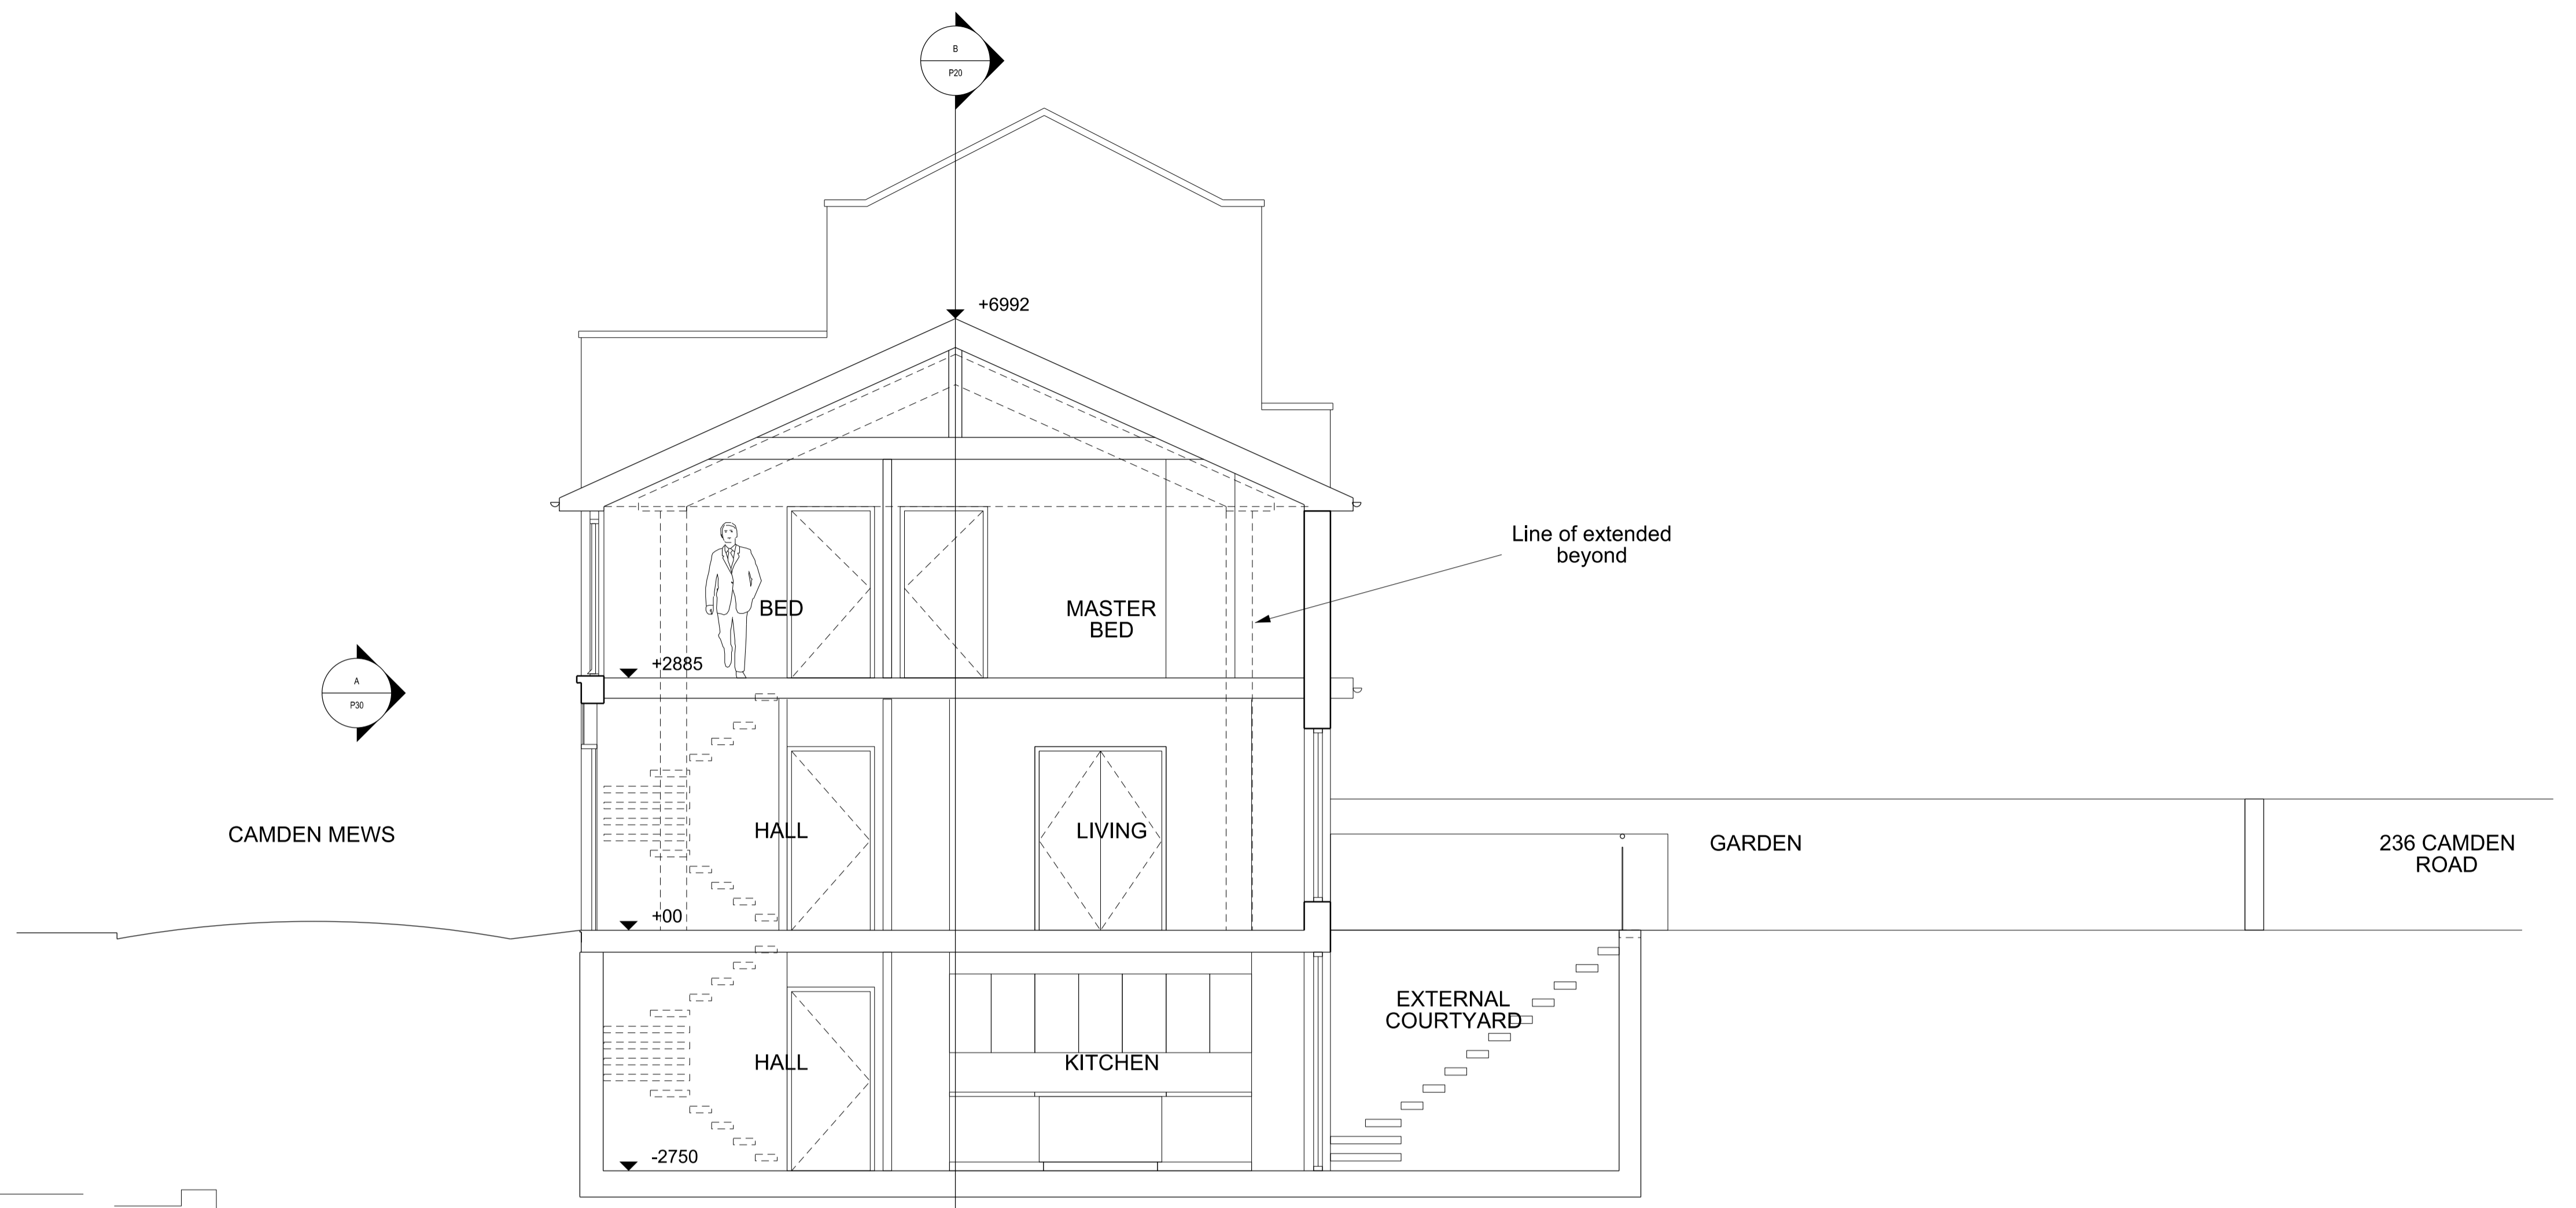 B
P20
+6992
Line of extended
beyond
BED
MASTER
BED
+2885
A
P30
CAMDEN MEWS
HALL
LIVING
GARDEN
236 CAMDEN
ROAD
+00
EXTERNAL
COURTYARD
HALL
KITCHEN
-2750